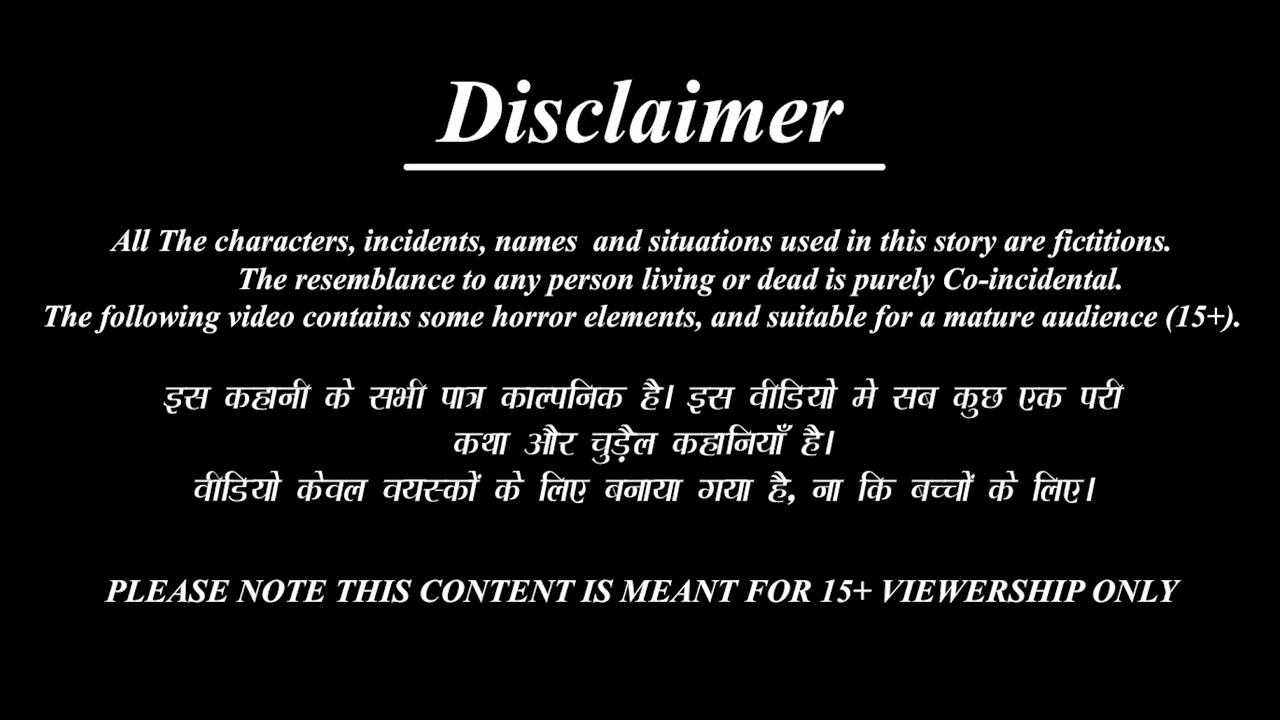 Disclaimer
All The characters, incidents, names and situations used in this story are fictitions.
The resemblance to any person living or dead is purely Co-incidental.
The following video contains some horror elements, and suitable for a mature audience (15+).
इस कहानी के सभी पात्र काल्पनिक है। इस वीडियो मे सब कुछ एक परी
कथा और चुड़ैल कहानियाँ है।
वीडियो केवल वयस्कों के लिए बनाया गया है, ना कि बच्चों के लिए।
PLEASE NOTE THIS CONTENT IS MEANT FOR 15+ VIEWERSHIP ONLY